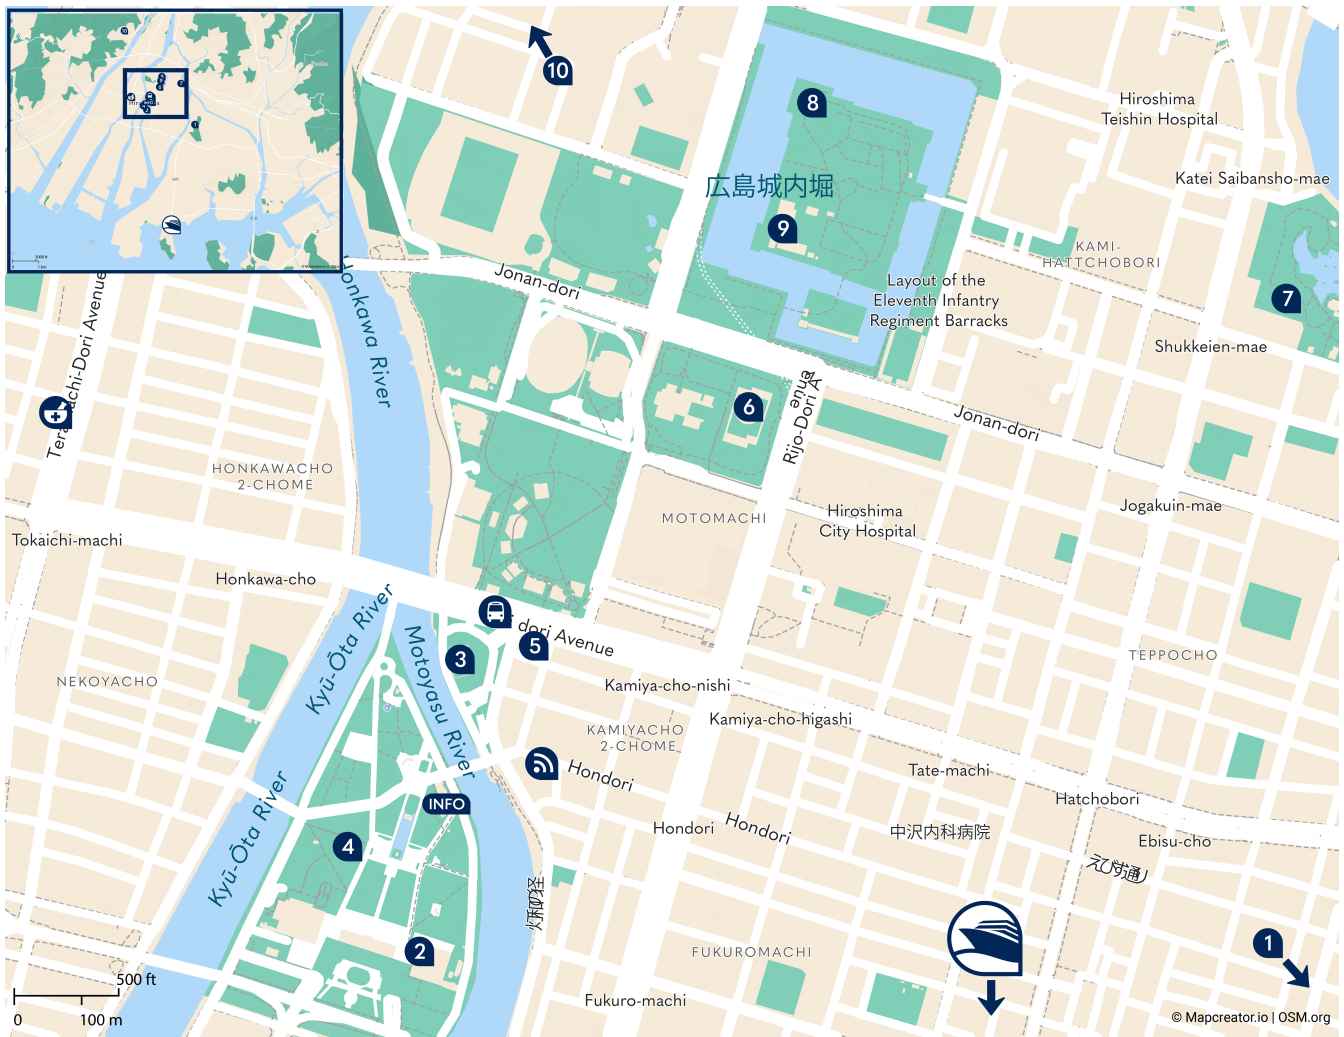 10
8
広島城内堀
9
Hiroshima
Teishin Hospital
Katei Saibansho-mae
KAMI-
HATTCHOBORI
7
Layout of the
Eleventh Infantry
Regiment Barracks
Shukkeien-mae
Jonan-dori
Honkawa River
6
Rijo-Dori Avenue
Jonan-dori
HONKAWACHO
2-CHOME
MOTOMACHI
Hiroshima
City Hospital
Jogakuin-mae
Tokaichi-machi
Honkawa-cho
dori Avenue
5
3
Kyū-Ōta River
Motoyasu River
NEKOYACHO
Kamiya-cho-nishi
TEPPOCHO
KAMIYACHO
2-CHOME
Kamiya-cho-higashi
Hondori
Tate-machi
Hatchobori
INFO
Kyū-Ōta River
Hondori
Hondori
中沢内科病院
Ebisu-cho
えびす通り
4
2
FUKUROMACHI
1
Fukuro-machi
500 ft
0
100 m
© Mapcreator.io | OSM.org